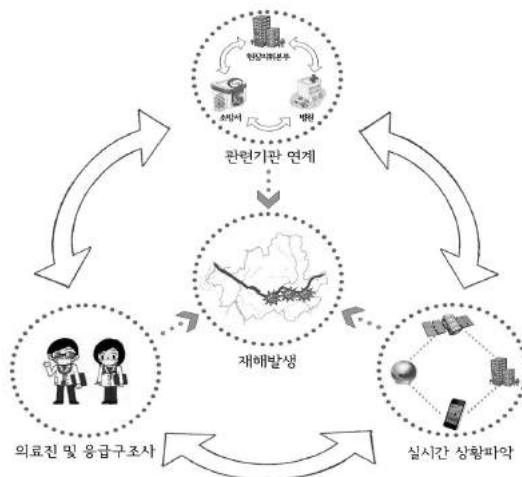 현장지휘본부
소방서
병원
관련기관 연계
재해발생
의료진 및 응급구조사
실시간 상황파악